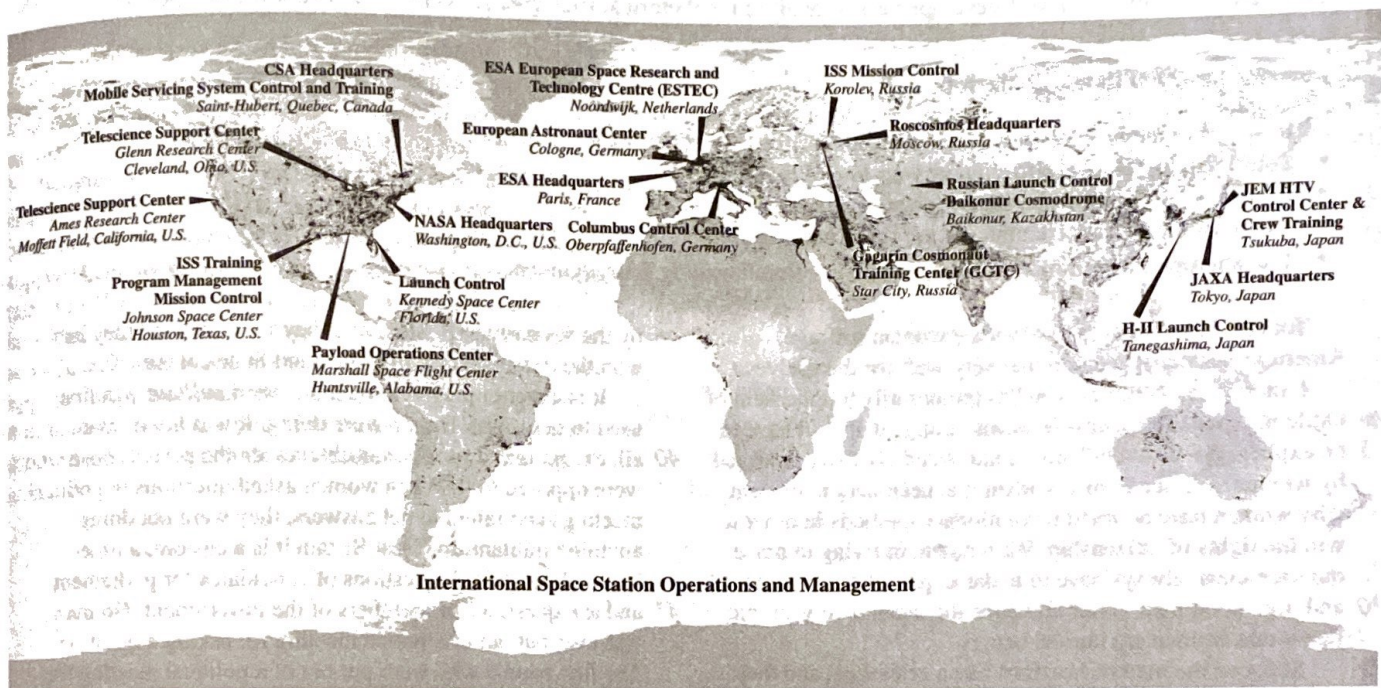 CSA Headquarters
Mobile Servicing System Control and Training
Saint-Hubert, Quebec, Canada
Telescience Support Center
Glenn Research Center
Cleveland, Ohio, U.S.
Telescience Support Center
Ames Research Center
Moffett Field, California, U.S.
ISS Training
Program Management
Mission Control
Johnson Space Center
Houston, Texas, U.S.
NASA Headquarters
Washington, D.C., U.S.
Launch Control
Kennedy Space Center
Florida, U.S.
Payload Operations Center
Marshall Space Flight Center
Huntsville, Alabama, U.S.
ESA European Space Research and
Technology Centre (ESTEC)
Noordwijk, Netherlands
European Astronaut Center
Cologne, Germany
ESA Headquarters
Paris, France
Columbus Control Center
Oberpfaffenhofen, Germany
ISS Mission Control
Korolev, Russia
Roscosmos Headquarters
Moscow, Russia
Russian Launch Control
Baikonur Cosmodrome
Baikonur, Kazakhstan
Gagarin Cosmonaut
Training Center (GCTC)
Star City, Russia
JEM HTV
Control Center &
Crew Training
Tsukuba, Japan
JAXA Headquarters
Tokyo, Japan
H-II Launch Control
Tanegashima, Japan
International Space Station Operations and Management